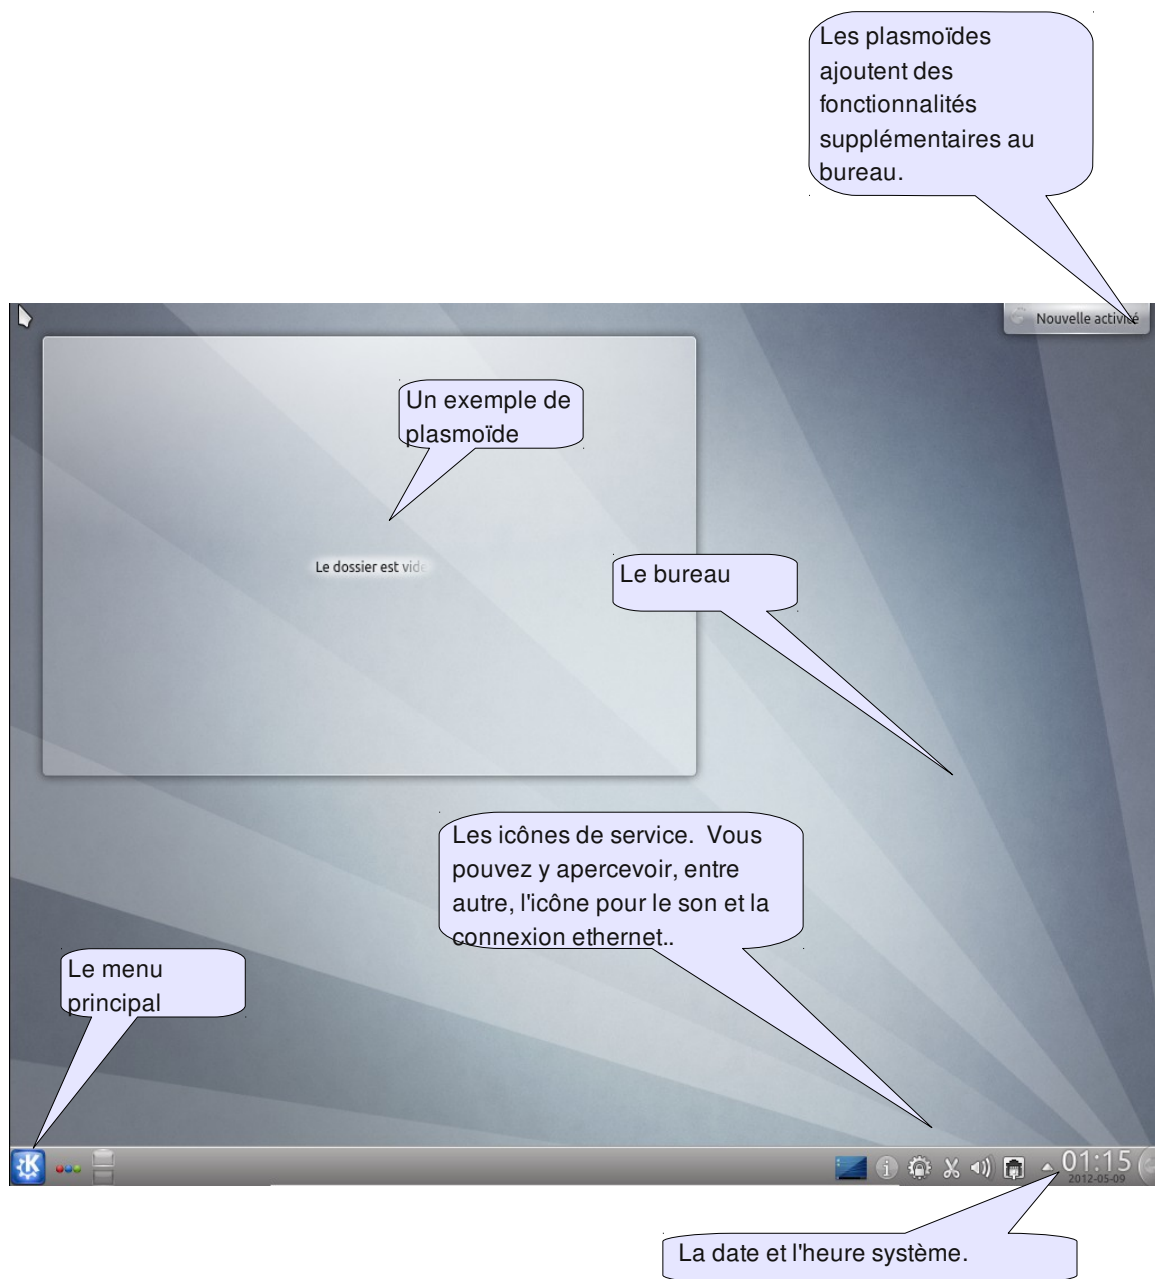 Les plasmoïdes
ajoutent des
fonctionnalités
supplémentaires au
bureau.
Nouvelle activité
Un exemple de
plasmoïde
Le dossier est vide
Le bureau
Les icônes de service. Vous
pouvez y apercevoir, entre
autre, l'icône pour le son et la
connexion ethernet..
Le menu
principal
01:15
2012-05-09
La date et l'heure système.